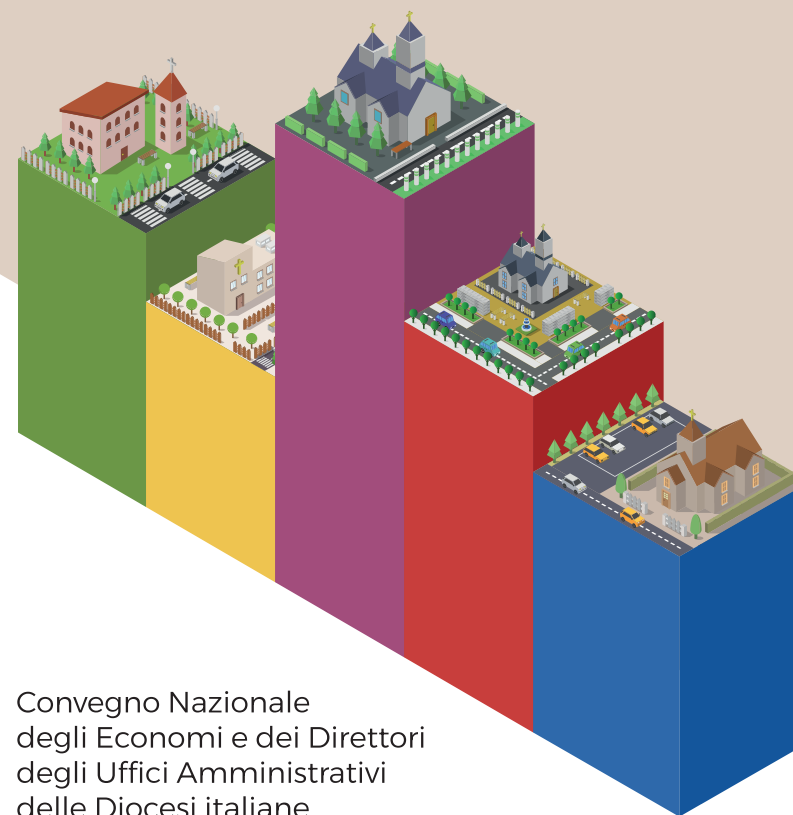 Convegno Nazionale
degli Economi e dei Direttori
degli Uffici Amministrativi
delle Diocesi italiane